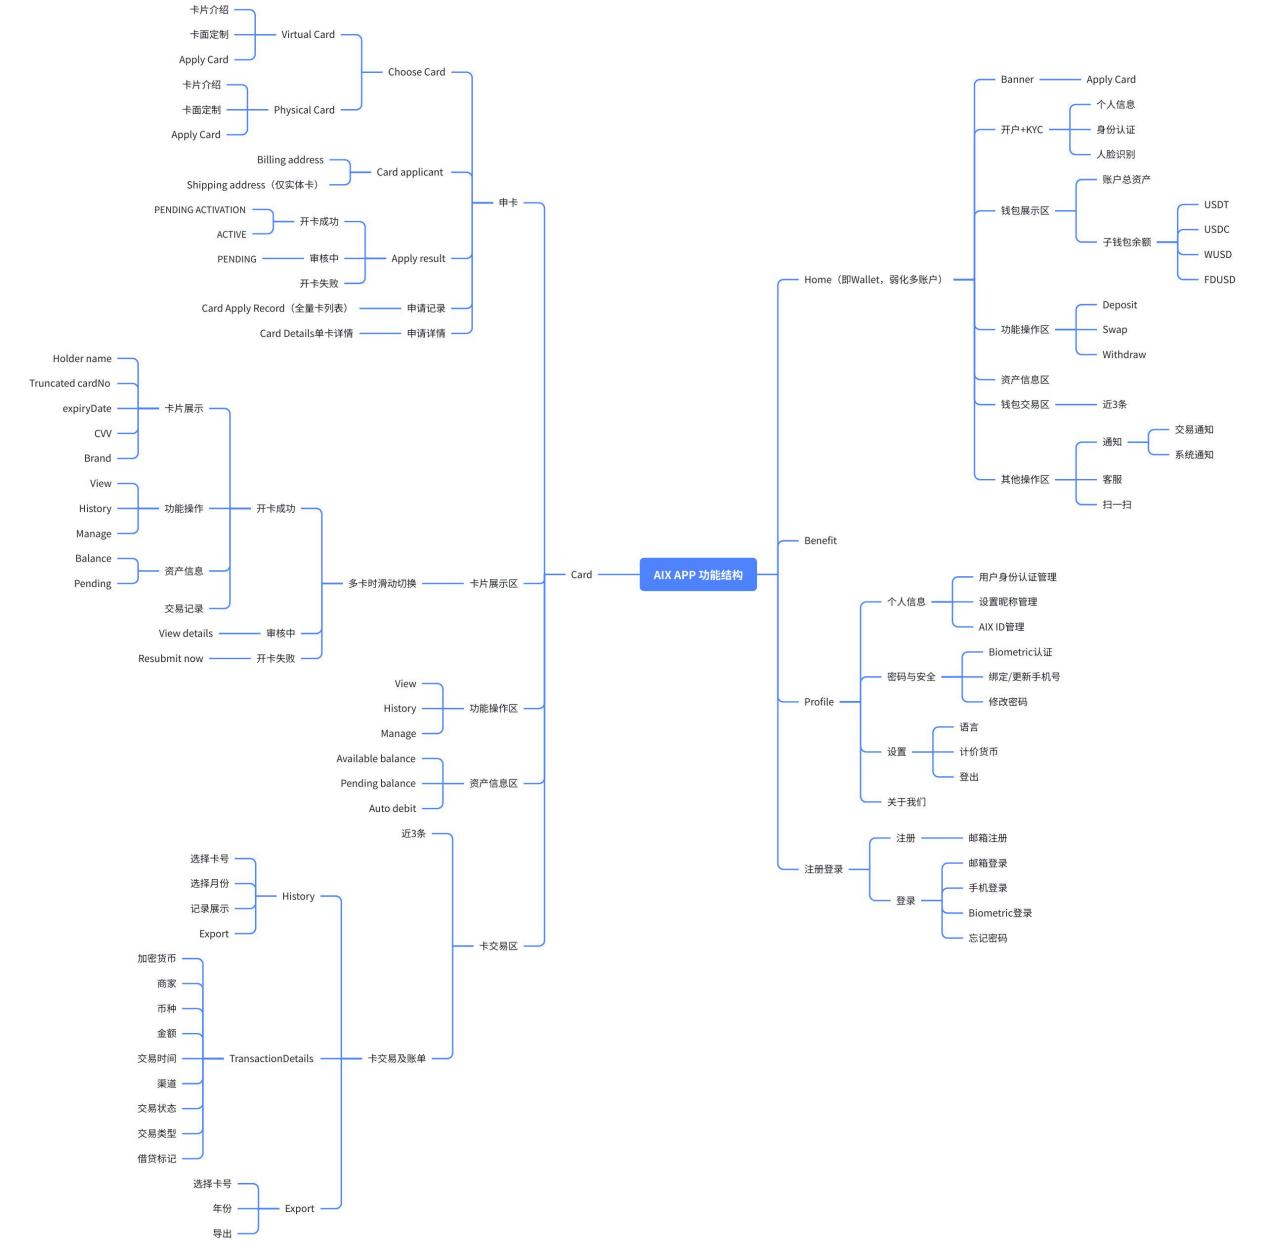 AIX APP 功能结构
Card
申卡
Choose Card
Virtual Card
卡片介绍
卡面定制
Apply Card
Physical Card
卡片介绍
卡面定制
Apply Card
Card applicant
Billing address
Shipping address（仅实体卡）
Apply result
开卡成功
PENDING ACTIVATION
ACTIVE
审核中
PENDING
开卡失败
申请记录
Card Apply Record（全量卡列表）
申请详情
Card Details单卡详情
卡片展示区
多卡时滑动切换
开卡成功
卡片展示
Holder name
Truncated cardNo
expiryDate
CVV
Brand
功能操作
View
History
Manage
资产信息
Balance
Pending
交易记录
审核中
View details
开卡失败
Resubmit now
功能操作区
View
History
Manage
资产信息区
Available balance
Pending balance
Auto debit
卡交易区
近3条
卡交易及账单
History
选择卡号
选择月份
记录展示
Export
TransactionDetails
加密货币
商家
币种
金额
交易时间
渠道
交易状态
交易类型
借贷标记
Export
选择卡号
年份
导出
Home（即Wallet，弱化多账户）
Banner
Apply Card
开户+KYC
个人信息
身份认证
人脸识别
钱包展示区
账户总资产
子钱包余额
USDT
USDC
WUSD
FDUSD
功能操作区
Deposit
Swap
Withdraw
资产信息区
钱包交易区
近3条
其他操作区
通知
交易通知
系统通知
客服
扫一扫
Benefit
Profile
个人信息
用户身份认证管理
设置昵称管理
AIX ID管理
密码与安全
Biometric认证
绑定/更新手机号
修改密码
设置
语言
计价货币
登出
关于我们
注册登录
注册
邮箱注册
登录
邮箱登录
手机登录
Biometric登录
忘记密码